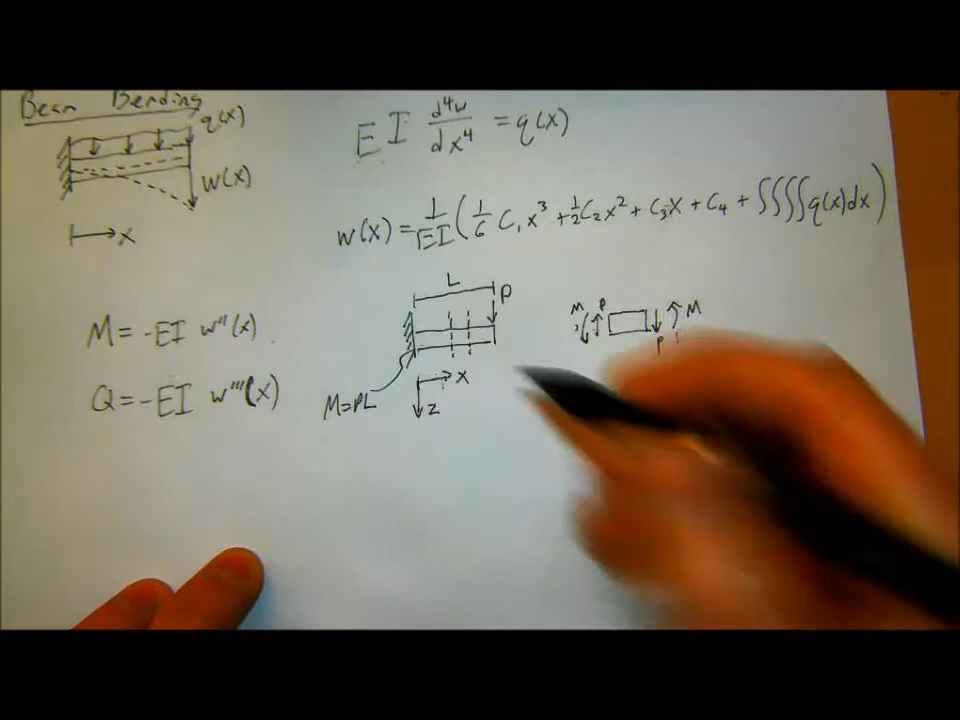 Beam Bending
q(x)
W(x)
x
EI d⁴w/dx⁴ = q(x)
w(x) = 1/EI (1/6 C₁x³ + 1/2 C₂x² + C₃x + C₄ + ∫∫∫∫q(x)dx)
M = -EI w''(x)
Q = -EI w'''(x)
L
P
x
z
M=PL
M P
P M